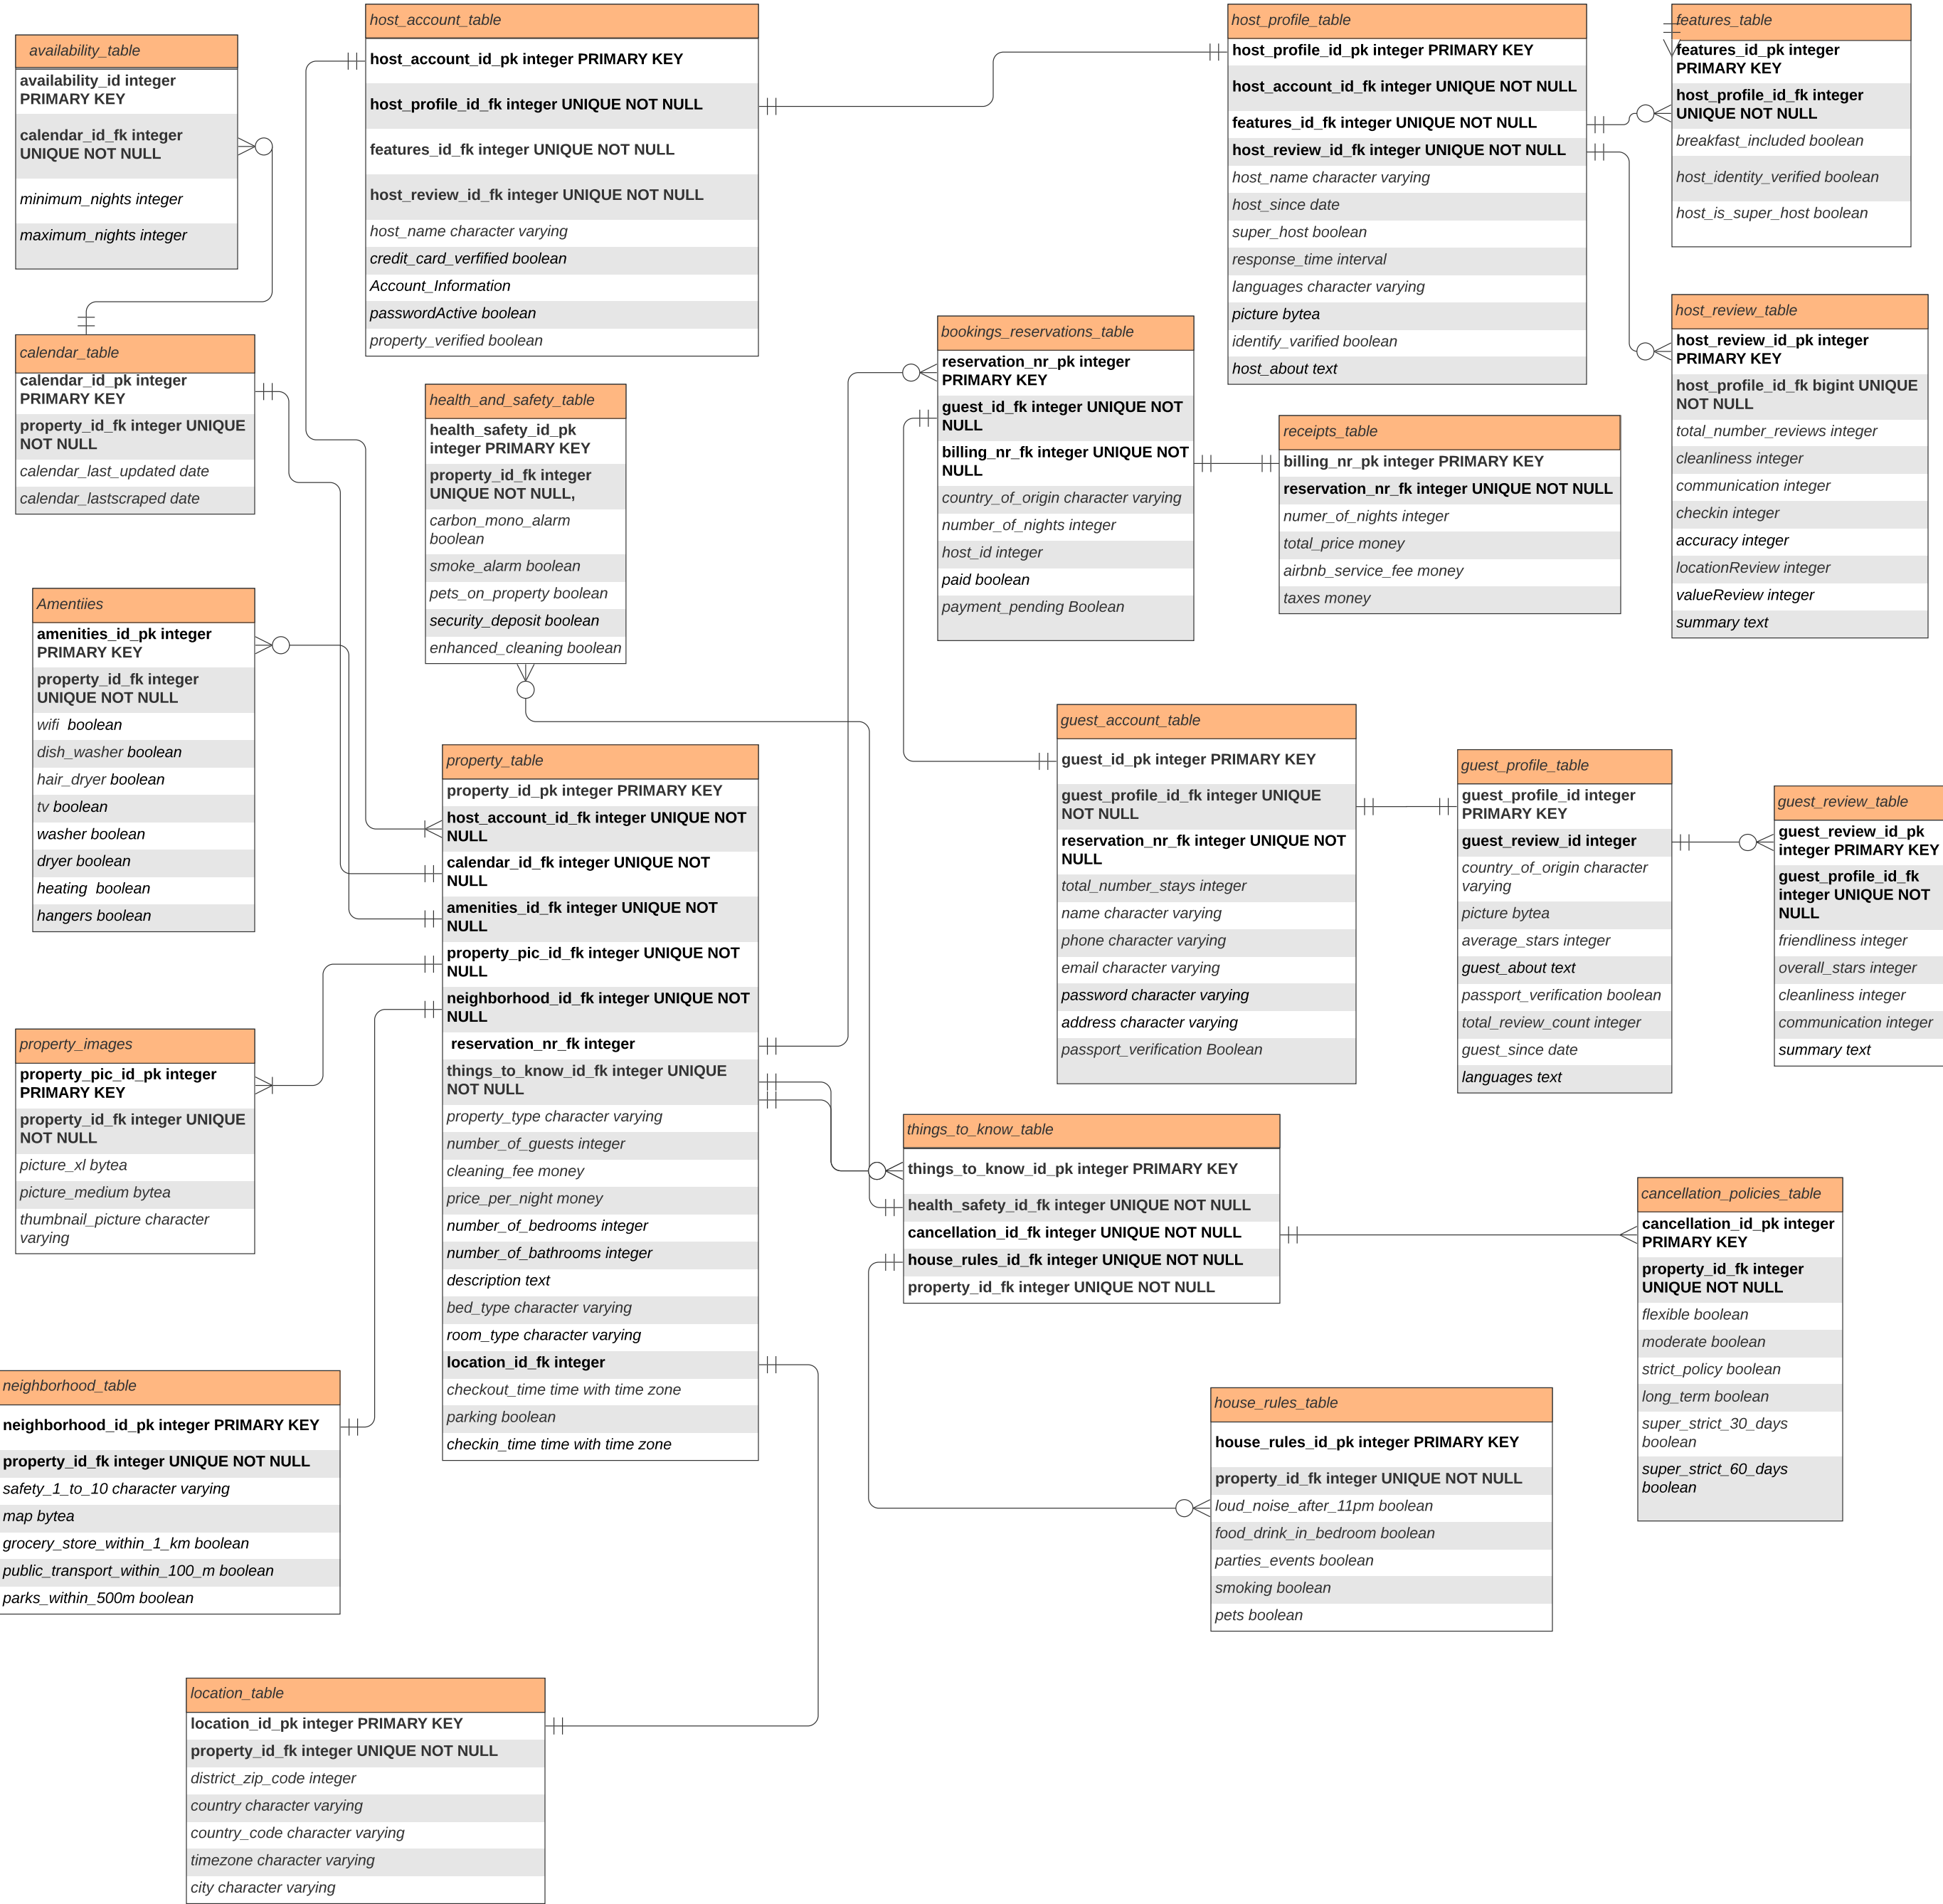 availability_table
availability_id integer
PRIMARY KEY
calendar_id_fk integer
UNIQUE NOT NULL
minimum_nights integer
maximum_nights integer
host_account_table
host_account_id_pk integer PRIMARY KEY
host_profile_id_fk integer UNIQUE NOT NULL
features_id_fk integer UNIQUE NOT NULL
host_review_id_fk integer UNIQUE NOT NULL
host_name character varying
credit_card_verfified boolean
Account_Information
passwordActive boolean
property_verified boolean
host_profile_table
host_profile_id_pk integer PRIMARY KEY
host_account_id_fk integer UNIQUE NOT NULL
features_id_fk integer UNIQUE NOT NULL
host_review_id_fk integer UNIQUE NOT NULL
host_name character varying
host_since date
super_host boolean
response_time interval
languages character varying
picture bytea
identify_varified boolean
host_about text
features_table
features_id_pk integer
PRIMARY KEY
host_profile_id_fk integer
UNIQUE NOT NULL
breakfast_included boolean
host_identity_verified boolean
host_is_super_host boolean
calendar_table
calendar_id_pk integer
PRIMARY KEY
property_id_fk integer UNIQUE
NOT NULL
calendar_last_updated date
calendar_lastscraped date
health_and_safety_table
health_safety_id_pk
integer PRIMARY KEY
property_id_fk integer
UNIQUE NOT NULL,
carbon_mono_alarm
boolean
smoke_alarm boolean
pets_on_property boolean
security_deposit boolean
enhanced_cleaning boolean
bookings_reservations_table
reservation_nr_pk integer
PRIMARY KEY
guest_id_fk integer UNIQUE NOT
NULL
billing_nr_fk integer UNIQUE NOT
NULL
country_of_origin character varying
number_of_nights integer
host_id integer
paid boolean
payment_pending Boolean
receipts_table
billing_nr_pk integer PRIMARY KEY
reservation_nr_fk integer UNIQUE NOT NULL
numer_of_nights integer
total_price money
airbnb_service_fee money
taxes money
host_review_table
host_review_id_pk integer
PRIMARY KEY
host_profile_id_fk bigint UNIQUE
NOT NULL
total_number_reviews integer
cleanliness integer
communication integer
checkin integer
accuracy integer
locationReview integer
valueReview integer
summary text
Amentiies
amenities_id_pk integer
PRIMARY KEY
property_id_fk integer
UNIQUE NOT NULL
wifi boolean
dish_washer boolean
hair_dryer boolean
tv boolean
washer boolean
dryer boolean
heating boolean
hangers boolean
property_table
property_id_pk integer PRIMARY KEY
host_account_id_fk integer UNIQUE NOT
NULL
calendar_id_fk integer UNIQUE NOT
NULL
amenities_id_fk integer UNIQUE NOT
NULL
property_pic_id_fk integer UNIQUE NOT
NULL
neighborhood_id_fk integer UNIQUE NOT
NULL
reservation_nr_fk integer
things_to_know_id_fk integer UNIQUE
NOT NULL
property_type character varying
number_of_guests integer
cleaning_fee money
price_per_night money
number_of_bedrooms integer
number_of_bathrooms integer
description text
bed_type character varying
room_type character varying
location_id_fk integer
checkout_time time with time zone
parking boolean
checkin_time time with time zone
guest_account_table
guest_id_pk integer PRIMARY KEY
guest_profile_id_fk integer UNIQUE
NOT NULL
reservation_nr_fk integer UNIQUE NOT
NULL
total_number_stays integer
name character varying
phone character varying
email character varying
password character varying
address character varying
passport_verification Boolean
guest_profile_table
guest_profile_id integer
PRIMARY KEY
guest_review_id integer
country_of_origin character
varying
picture bytea
average_stars integer
guest_about text
passport_verification boolean
total_review_count integer
guest_since date
languages text
guest_review_table
guest_review_id_pk
integer PRIMARY KEY
guest_profile_id_fk
integer UNIQUE NOT
NULL
friendliness integer
overall_stars integer
cleanliness integer
communication integer
summary text
property_images
property_pic_id_pk integer
PRIMARY KEY
property_id_fk integer UNIQUE
NOT NULL
picture_xl bytea
picture_medium bytea
thumbnail_picture character
varying
things_to_know_table
things_to_know_id_pk integer PRIMARY KEY
health_safety_id_fk integer UNIQUE NOT NULL
cancellation_id_fk integer UNIQUE NOT NULL
house_rules_id_fk integer UNIQUE NOT NULL
property_id_fk integer UNIQUE NOT NULL
cancellation_policies_table
cancellation_id_pk integer
PRIMARY KEY
property_id_fk integer
UNIQUE NOT NULL
flexible boolean
moderate boolean
strict_policy boolean
long_term boolean
super_strict_30_days
boolean
super_strict_60_days
boolean
neighborhood_table
neighborhood_id_pk integer PRIMARY KEY
property_id_fk integer UNIQUE NOT NULL
safety_1_to_10 character varying
map bytea
grocery_store_within_1_km boolean
public_transport_within_100_m boolean
parks_within_500m boolean
house_rules_table
house_rules_id_pk integer PRIMARY KEY
property_id_fk integer UNIQUE NOT NULL
loud_noise_after_11pm boolean
food_drink_in_bedroom boolean
parties_events boolean
smoking boolean
pets boolean
location_table
location_id_pk integer PRIMARY KEY
property_id_fk integer UNIQUE NOT NULL
district_zip_code integer
country character varying
country_code character varying
timezone character varying
city character varying